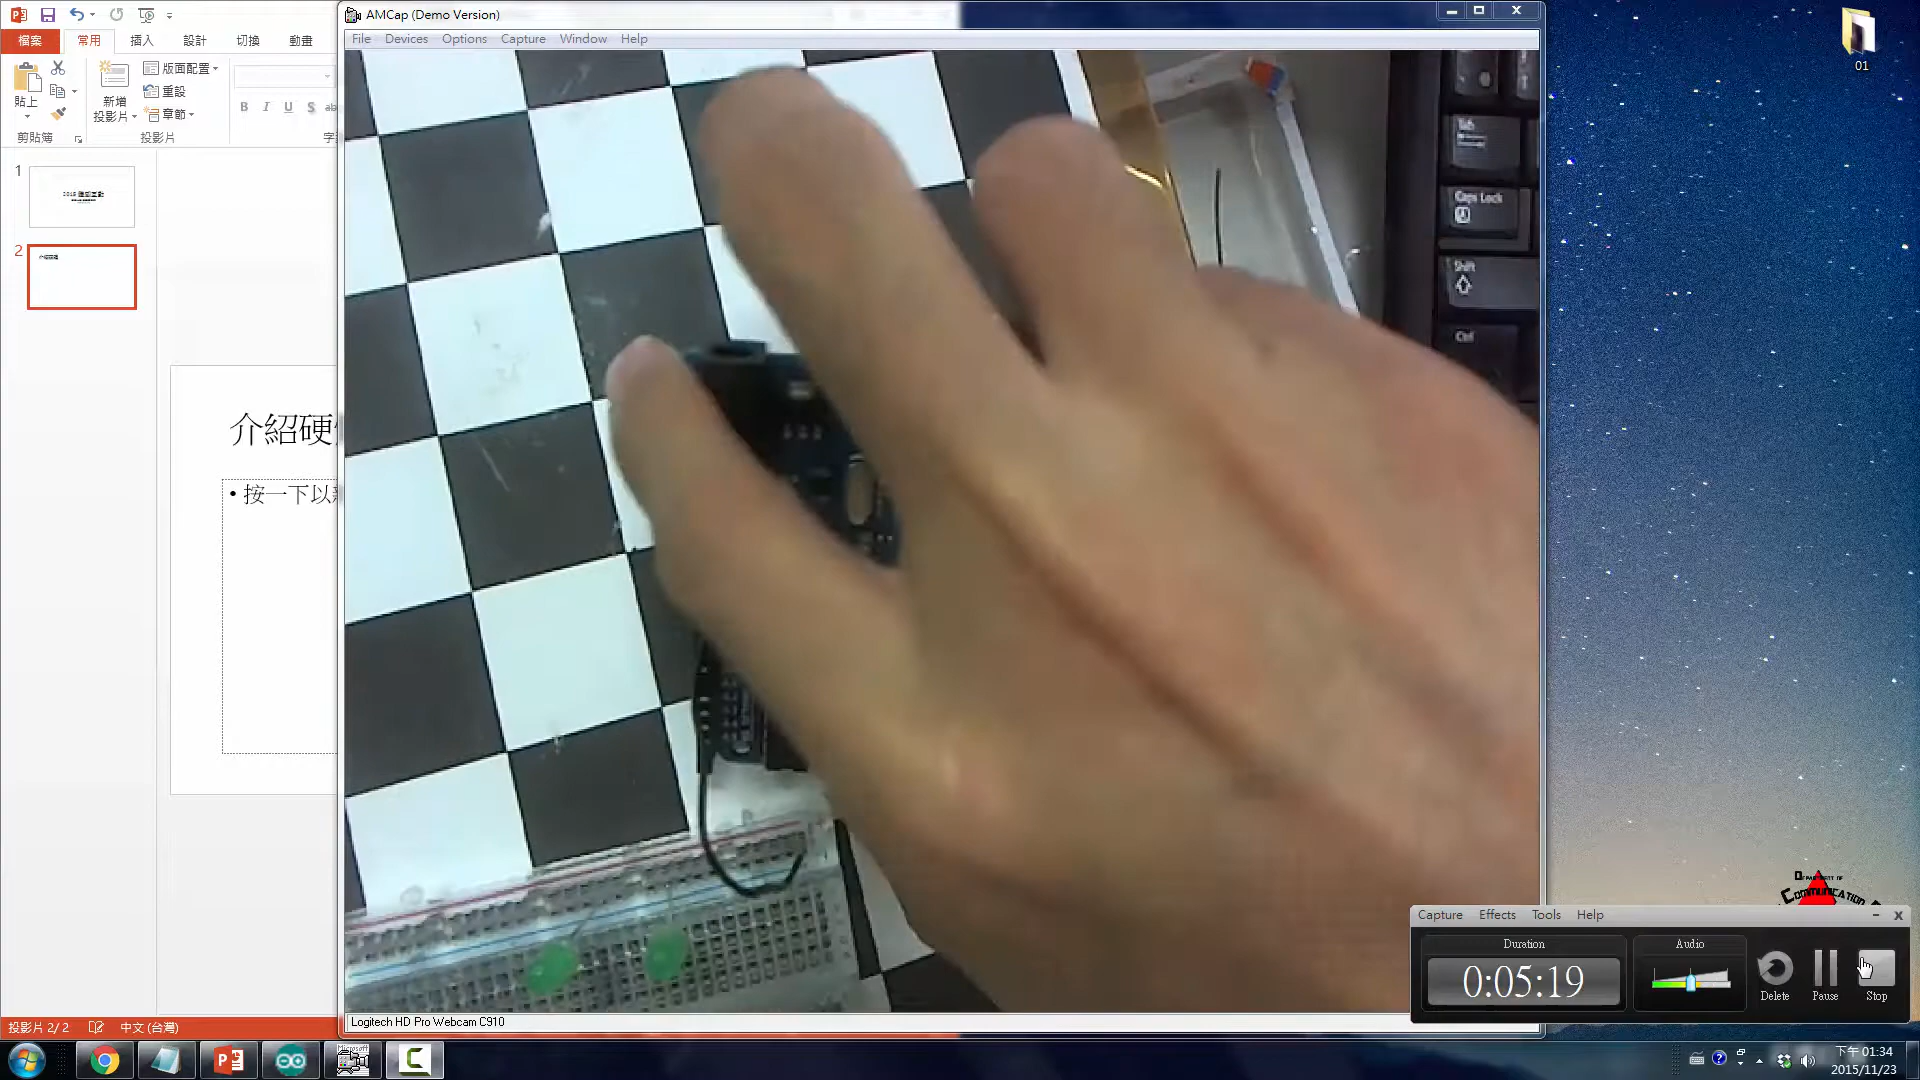 AMCap (Demo Version)
File Devices Options Capture Window Help
檔案 常用 插入 設計 切換 動畫
貼上
剪貼簿
新增
投影片
版面配置
重設
章節
投影片
B I U S
1
2
介紹硬
• 按一下以
Tab
Caps Lock
Shift
Ctrl
01
Logitech HD Pro Webcam C910
DEPARTMENT OF
COMMUNICATION
Capture Effects Tools Help
Duration
0:05:19
Audio
Delete
Pause
Stop
投影片 2/2 中文 (台灣)
下午 01:34
2015/11/23